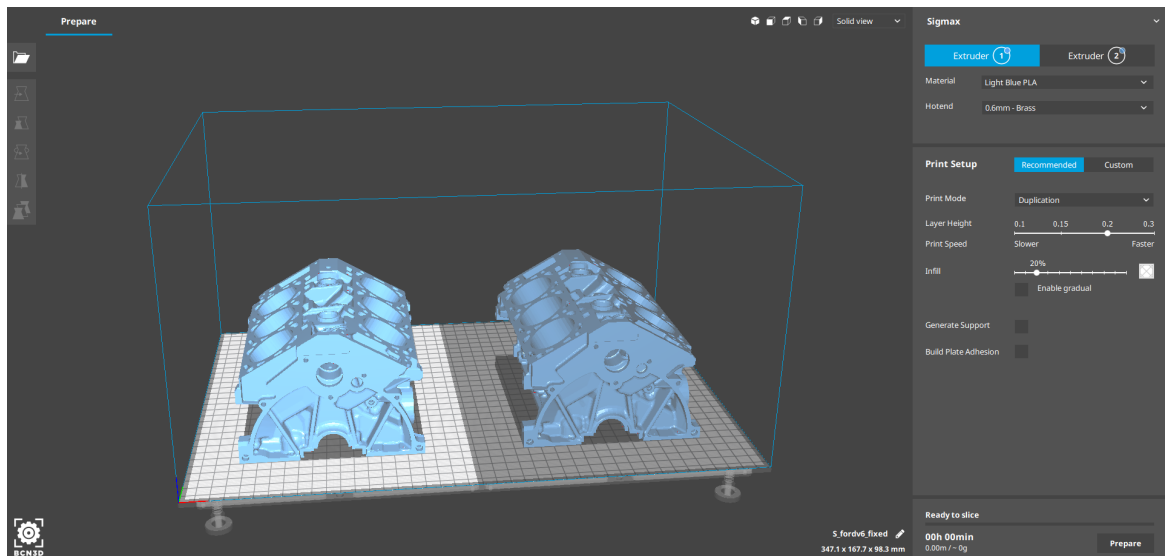 Prepare
Solid view
Sigmax
Extruder 1
Extruder 2
Material
Light Blue PLA
Hotend
0.6mm - Brass
Print Setup
Recommended
Custom
Print Mode
Duplication
Layer Height
0.1 0.15 0.2 0.3
Print Speed
Slower Faster
20%
Infill
Enable gradual
Generate Support
Build Plate Adhesion
S_fordv6_fixed
347.1 x 167.7 x 98.3 mm
BCN3D
Ready to slice
00h 00min
0.00m / ~ 0g
Prepare